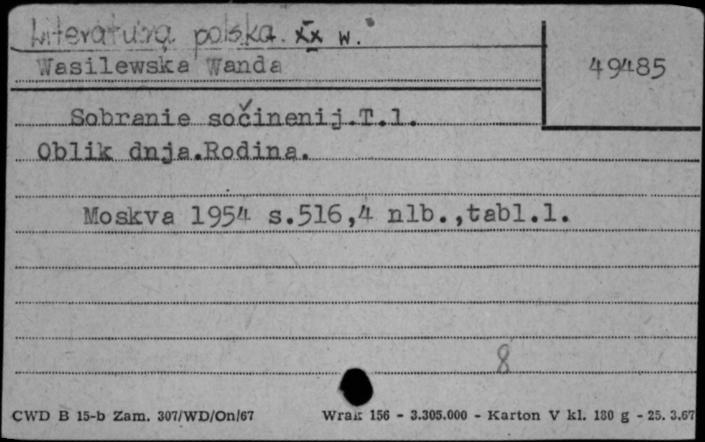 Literatura polska. XX w.
Wasilewska Wanda
49485
Sobranie sočinenij.T.1.
Oblik dnja.Rodina.
Moskva 1954 s.516,4 nlb.,tabl.1.
8
CWD B 15-b Zam. 307/WD/On/67 Wrak 156 - 3.305.000 - Karton V kl. 180 g - 25. 3.67